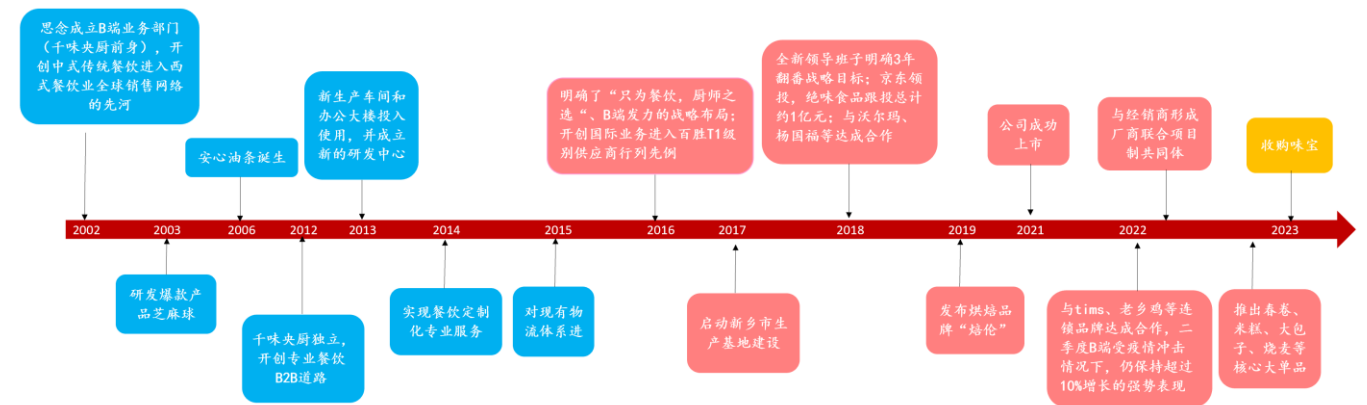 思念成立B端业务部门
（千味央厨前身），开
创中式传统餐饮进入西
式餐饮业全球销售网络
的先河
安心油条诞生
新生产车间和
办公大楼投入
使用，并成立
新的研发中心
明确了“只为餐饮，厨师之
选“、B端发力的战略布局；
开创国际业务进入百胜T1级
别供应商行列先例
全新领导班子明确3年
翻番战略目标；京东领
投，绝味食品跟投总计
约1亿元；与沃尔玛、
杨国福等达成合作
公司成功
上市
与经销商形成
厂商联合项目
制共同体
收购味宝
2002 2003 2006 2012 2013 2014 2015 2016 2017 2018 2019 2021 2022 2023
研发爆款产
品芝麻球
千味央厨独立，
开创专业餐饮
B2B道路
实现餐饮定制
化专业服务
对现有物
流体系进
启动新乡市生
产基地建设
发布烘焙品
牌“焙伦”
与tims、老乡鸡等连
锁品牌达成合作，二
季度B端受疫情冲击
情况下，仍保持超过
10%增长的强势表现
推出春卷、
米糕、大包
子、烧麦等
核心大单品